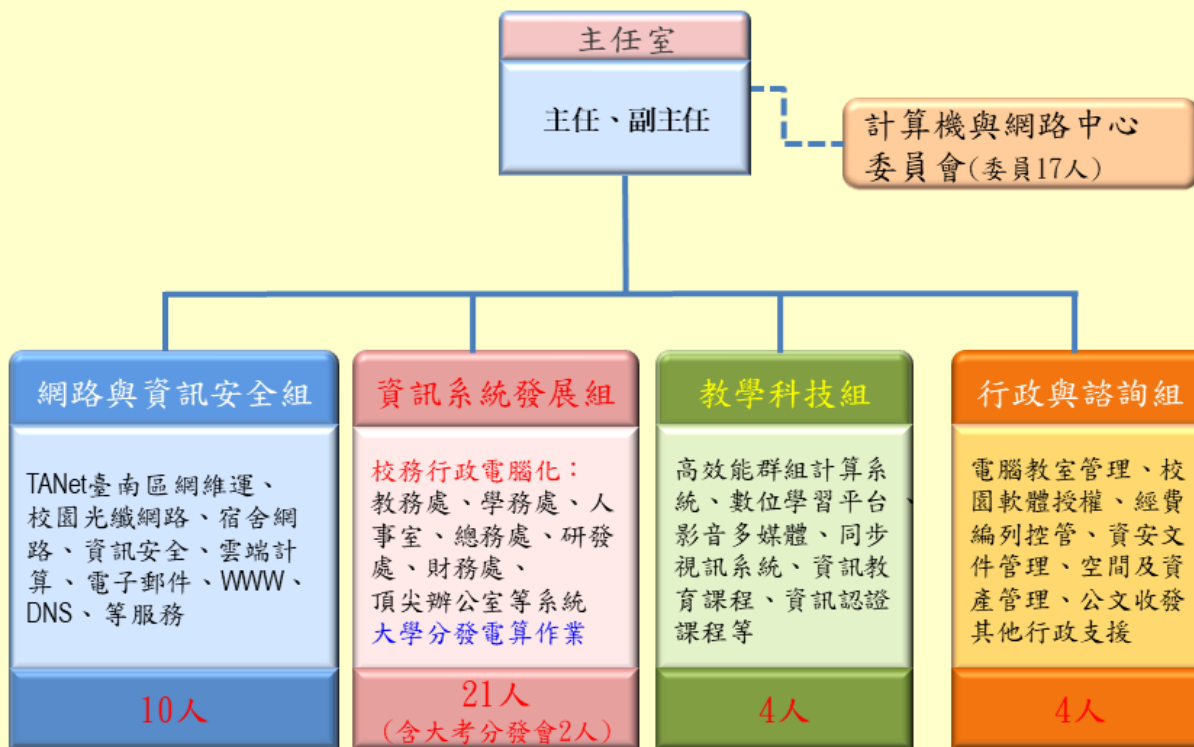 主任室
主任、副主任
計算機與網路中心
委員會(委員17人)
網路與資訊安全組
TANet臺南區網維運、
校園光纖網路、宿舍網
路、資訊安全、雲端計
算、電子郵件、WWW、
DNS、等服務
10人
資訊系統發展組
校務行政電腦化：
教務處、學務處、人
事室、總務處、研發
處、財務處、
頂尖辦公室等系統
大學分發電算作業
21人
(含大考分發會2人)
教學科技組
高效能群組計算系
統、數位學習平台、
影音多媒體、同步
視訊系統、資訊教
育課程、資訊認證
課程等
4人
行政與諮詢組
電腦教室管理、校
園軟體授權、經費
編列控管、資安文
件管理、空間及資
產管理、公文收發
其他行政支援
4人